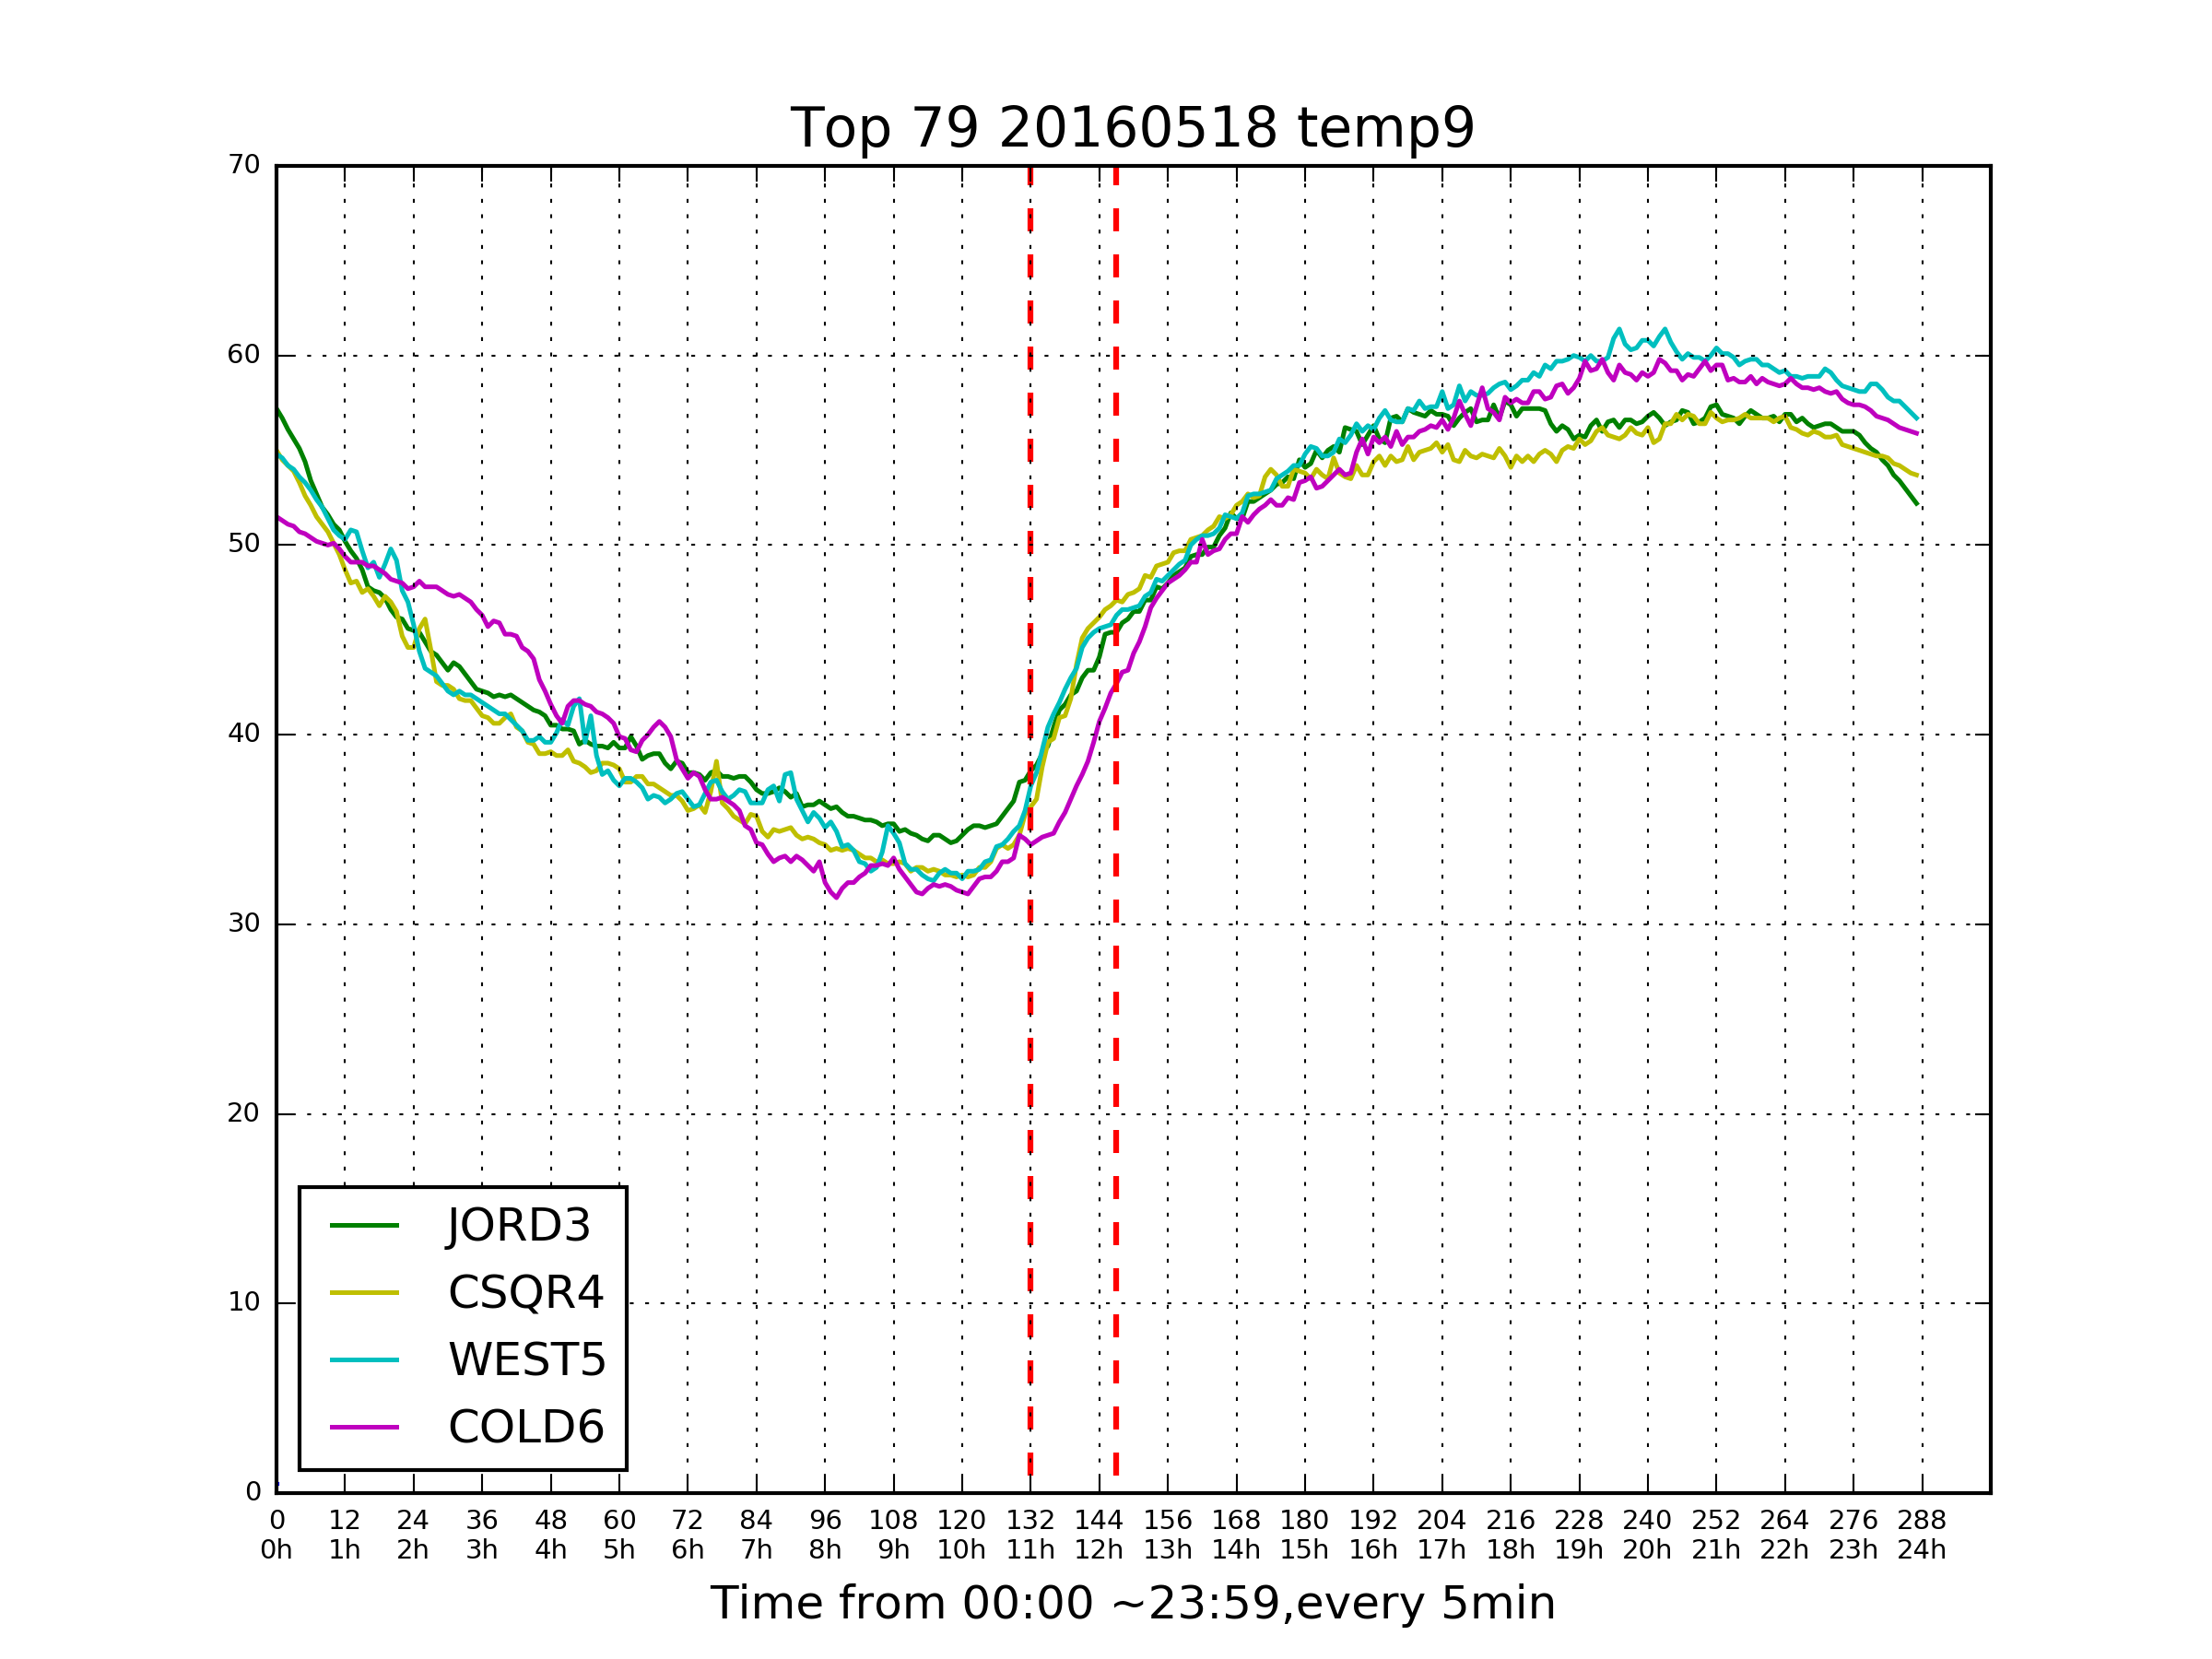 Top 79 20160518 temp9
70
60
50
40
30
20
10
0
JORD3
CSQR4
WEST5
COLD6
0 12 24 36 48 60 72 84 96 108 120 132 144 156 168 180 192 204 216 228 240 252 264 276 288
0h 1h 2h 3h 4h 5h 6h 7h 8h 9h 10h 11h 12h 13h 14h 15h 16h 17h 18h 19h 20h 21h 22h 23h 24h
Time from 00:00 ~23:59,every 5min